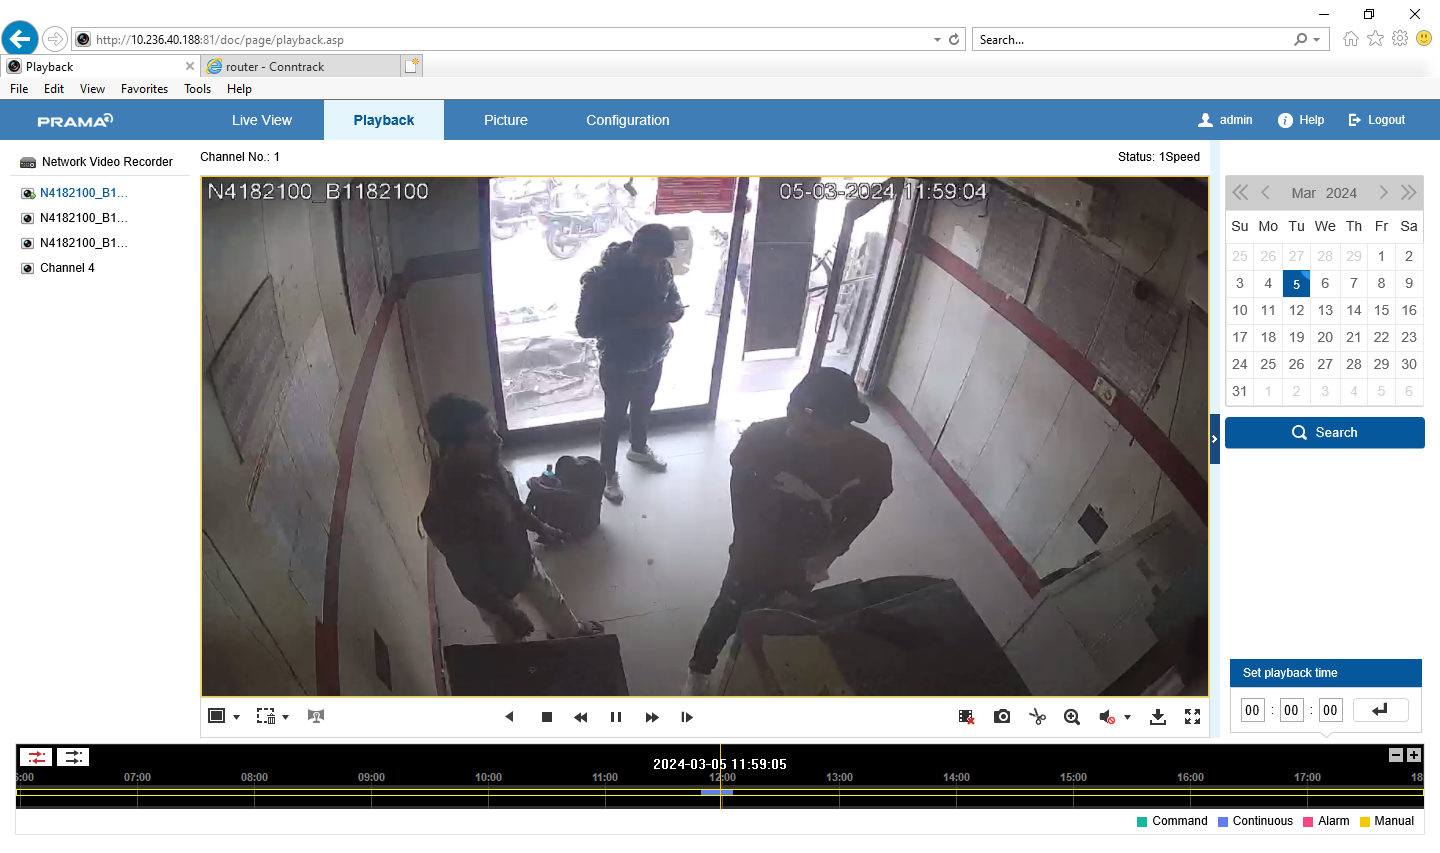 http://10.236.40.188:81/doc/page/playback.asp
Search...
Playback
router - Conntrack
File Edit View Favorites Tools Help
PRAMA
Live View Playback Picture Configuration
admin Help Logout
Network Video Recorder
N4182100_B1...
N4182100_B1...
N4182100_B1...
Channel 4
Channel No.: 1
Status: 1Speed
N4182100_B1182100
05-03-2024 11:59:04
Mar 2024
Su Mo Tu We Th Fr Sa
25 26 27 28 29 1 2
3 4 5 6 7 8 9
10 11 12 13 14 15 16
17 18 19 20 21 22 23
24 25 26 27 28 29 30
31 1 2 3 4 5 6
Search
Set playback time
00 : 00 : 00
2024-03-05 11:59:05
6:00 07:00 08:00 09:00 10:00 11:00 12:00 13:00 14:00 15:00 16:00 17:00 18
Command Continuous Alarm Manual